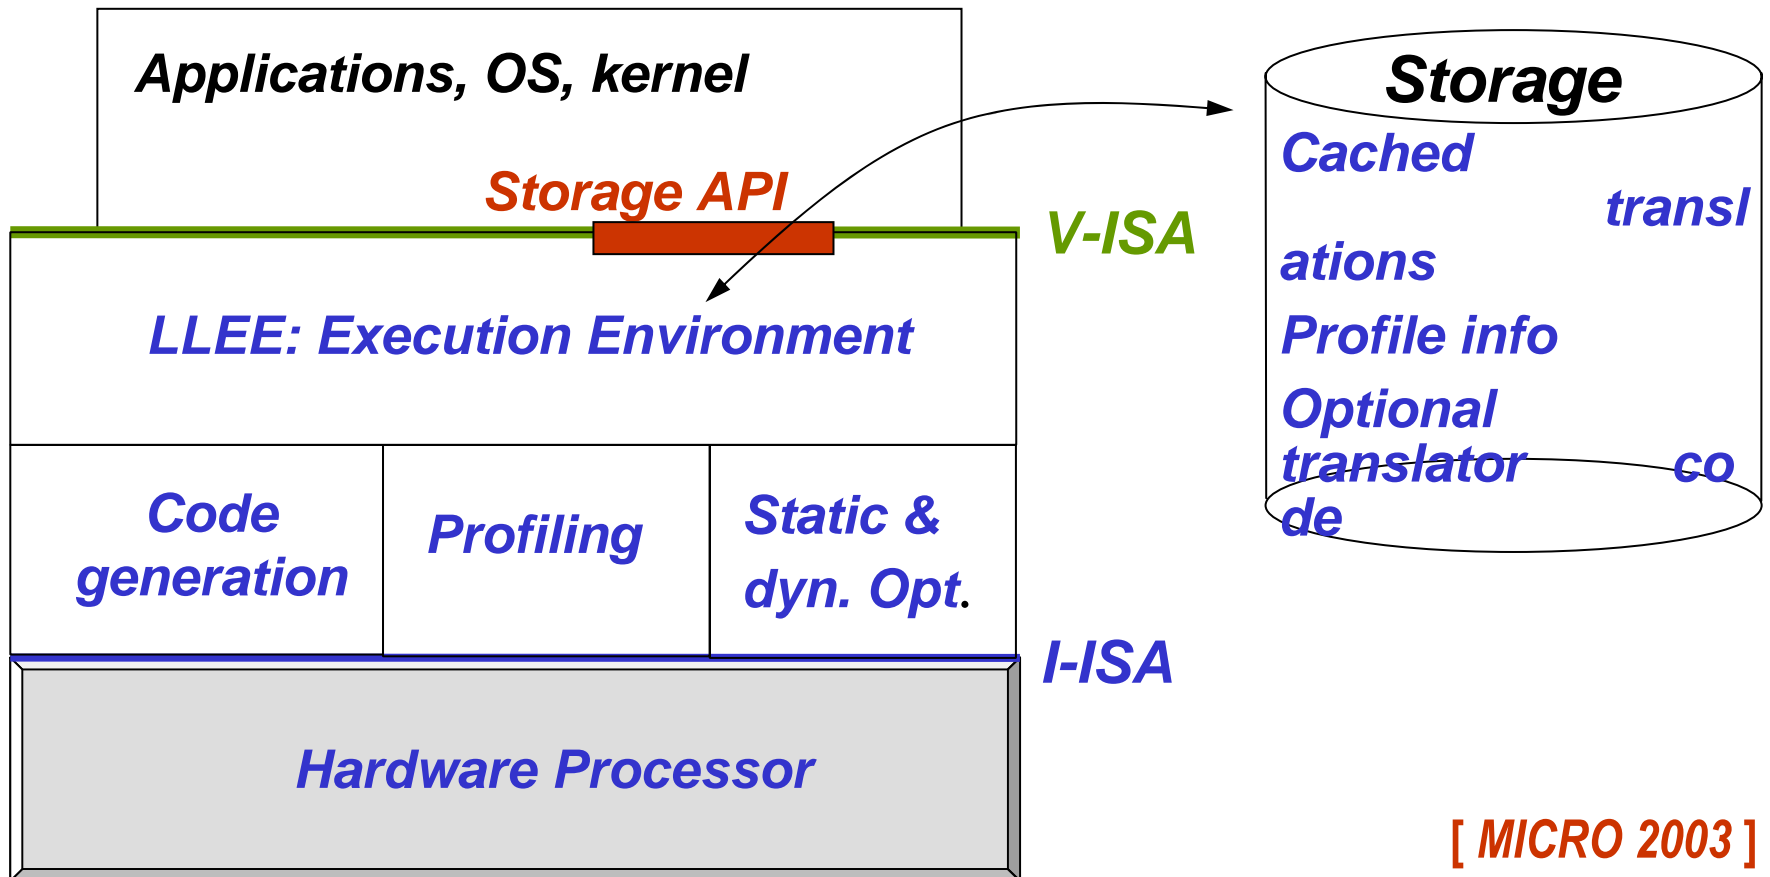 Applications, OS, kernel
Storage API
V-ISA
LLEE: Execution Environment
Code
generation
Profiling
Static &
dyn. Opt.
I-ISA
Hardware Processor
Storage
Cached
transl
ations
Profile info
Optional
translator co
de
[ MICRO 2003 ]